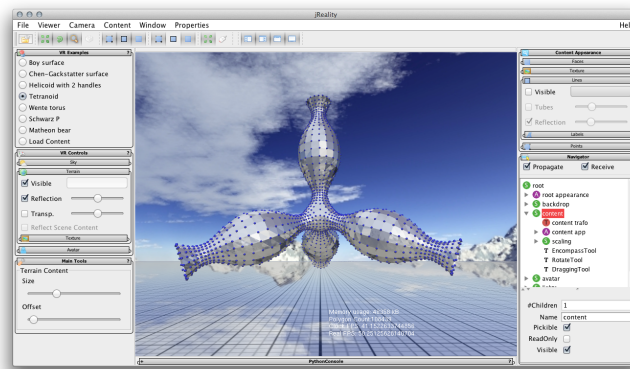 jReality
File Viewer Camera Content Window Properties Hel
VR Examples
Boy surface
Chen-Gackstatter surface
Helicoid with 2 handles
Tetranoid
Wente torus
Schwarz P
Matheon bear
Load Content
VR Controls
Sky
Terrain
Visible
Reflection
Transp.
Reflect Scene Content
Texture
Avatar
Main Tools
Terrain Content
Size
Offset
Polygon Count:
PythonConsole
Content Appearance
Faces
Texture
Lines
Visible
Tubes
Reflection
Labels
Points
Navigator
Propagate Receive
root
root appearance
backdrop
content
content trafo
content app
scaling
EncompassTool
RotateTool
DraggingTool
avatar
#Children 1
Name content
Pickible
ReadOnly
Visible